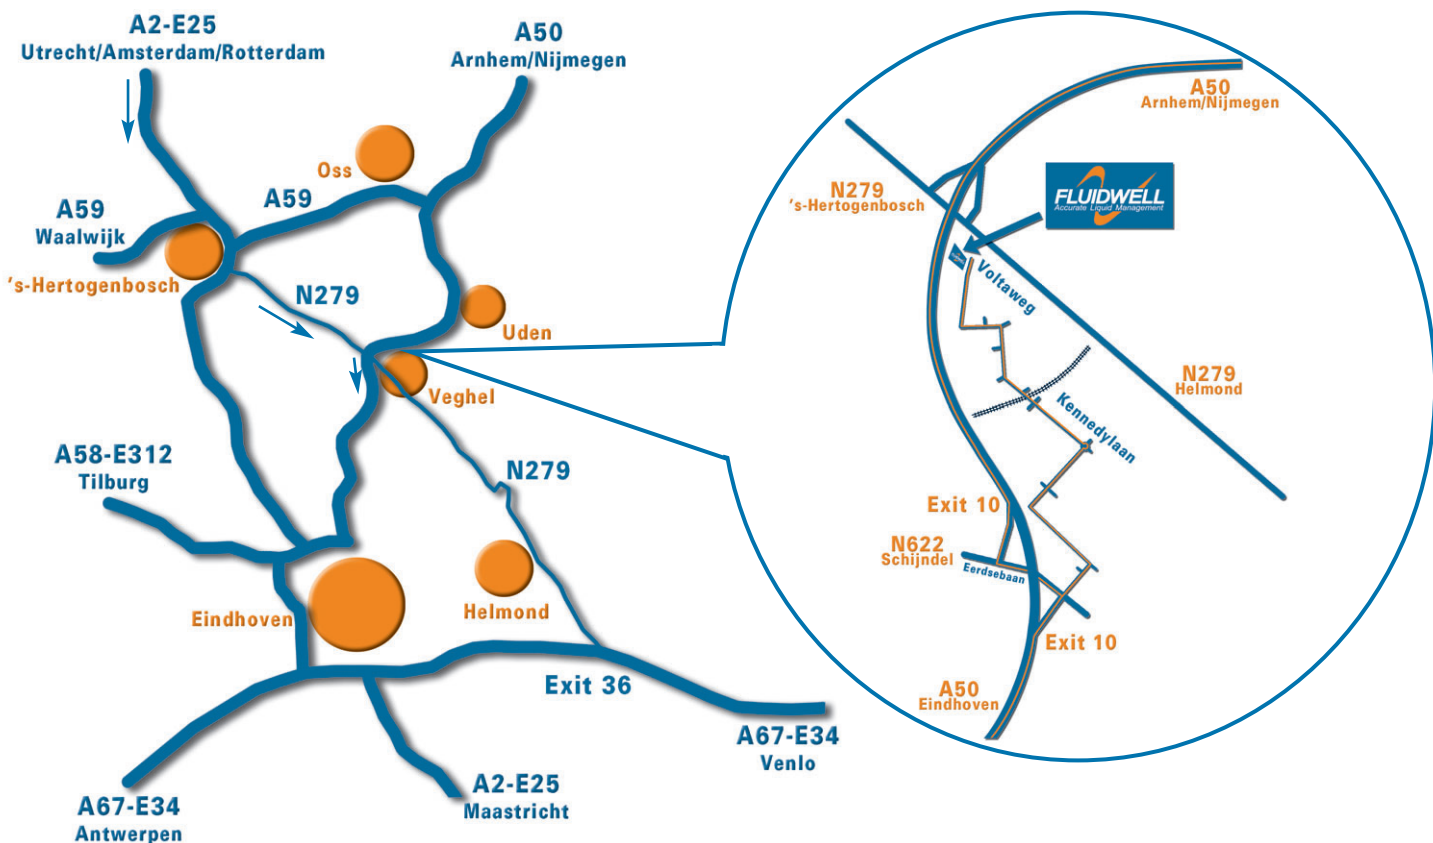 A2-E25
Utrecht/Amsterdam/Rotterdam
A50
Arnhem/Nijmegen
Oss
A59
A59
Waalwijk
's-Hertogenbosch
N279
Uden
Veghel
A58-E312
Tilburg
N279
Eindhoven
Helmond
Exit 36
A67-E34
Venlo
A2-E25
Maastricht
A67-E34
Antwerpen
A50
Arnhem/Nijmegen
N279
's-Hertogenbosch
FLUIDWELL
Accurate Liquid Management
Voltaweg
N279
Helmond
Kennedylaan
Exit 10
N622
Schijndel
Eerdsebaan
Exit 10
A50
Eindhoven